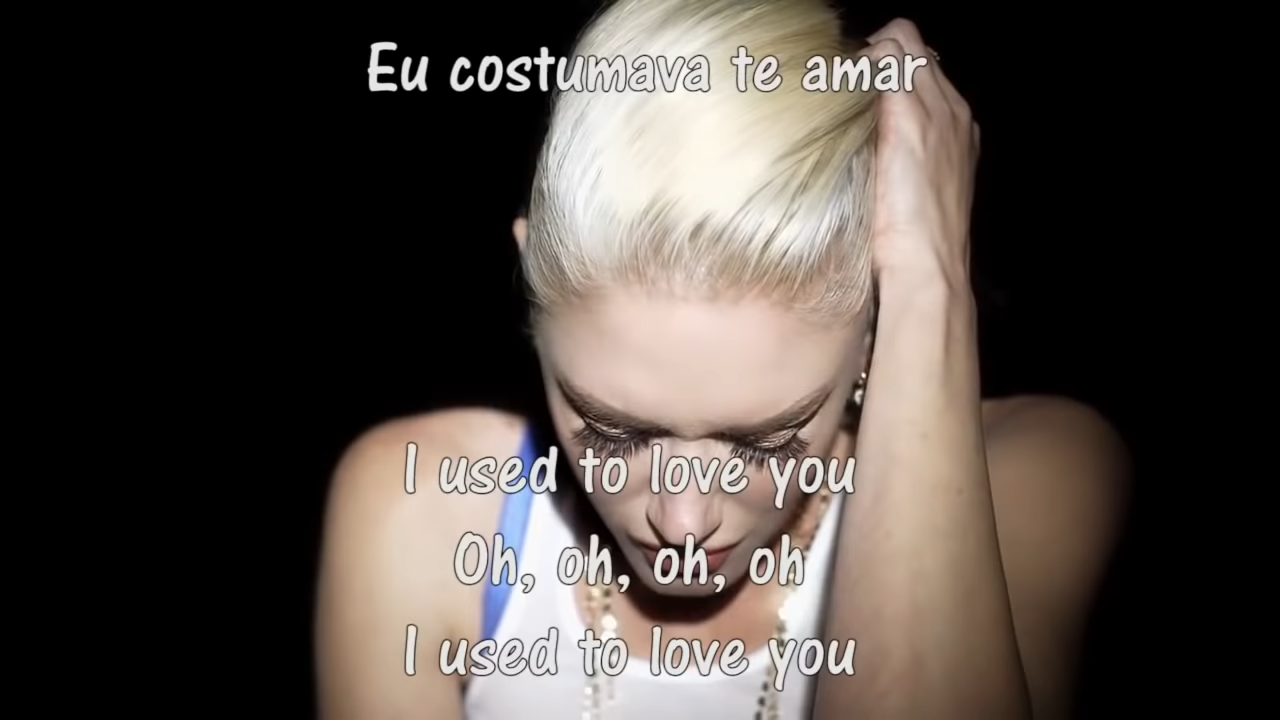 Eu costumava te amar
I used to love you
Oh, oh, oh, oh
I used to love you